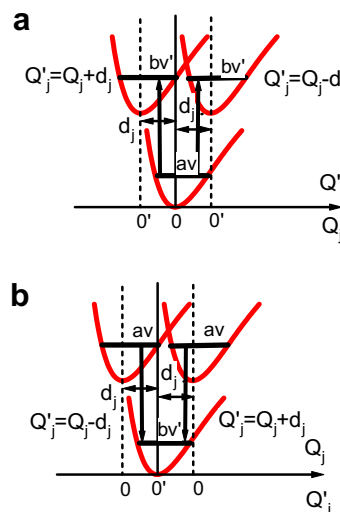 a
bv' bv'
Q'j=Qj+dj Q'j=Qj-d
dj dj
av
Q'
0' 0 0' Qj
b
av av
dj dj
Q'j=Qj-dj bv' Q'j=Qj+dj
Qj
0 0' 0
Q'j